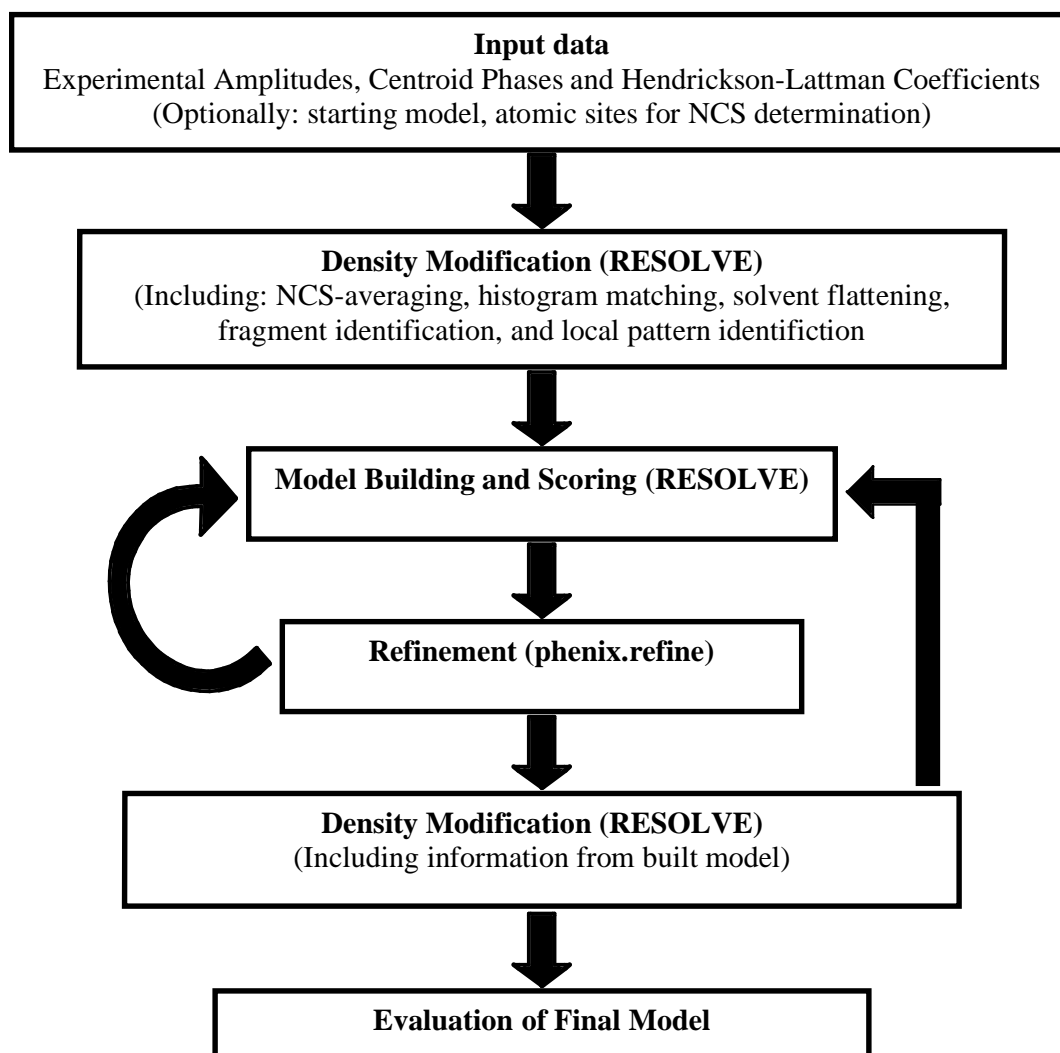 Input data
Experimental Amplitudes, Centroid Phases and Hendrickson-Lattman Coefficients
(Optionally: starting model, atomic sites for NCS determination)
Density Modification (RESOLVE)
(Including: NCS-averaging, histogram matching, solvent flattening,
fragment identification, and local pattern identifiction
Model Building and Scoring (RESOLVE)
Refinement (phenix.refine)
Density Modification (RESOLVE)
(Including information from built model)
Evaluation of Final Model